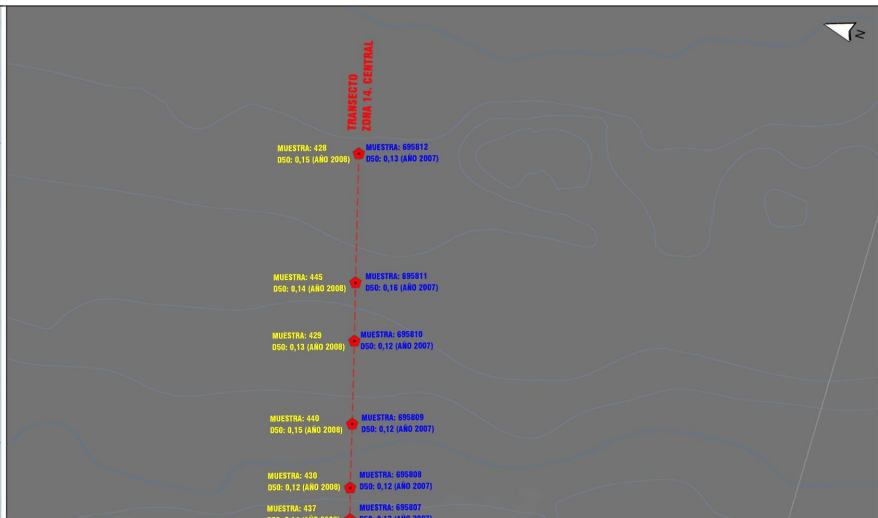 N
TRANSECTO
ZONA 14. CENTRAL
MUESTRA: 428
D50: 0,15 (AÑO 2008)
MUESTRA: 695812
D50: 0,13 (AÑO 2007)
MUESTRA: 445
D50: 0,14 (AÑO 2008)
MUESTRA: 695811
D50: 0,16 (AÑO 2007)
MUESTRA: 429
D50: 0,13 (AÑO 2008)
MUESTRA: 695810
D50: 0,12 (AÑO 2007)
MUESTRA: 440
D50: 0,15 (AÑO 2008)
MUESTRA: 695809
D50: 0,12 (AÑO 2007)
MUESTRA: 430
D50: 0,12 (AÑO 2008)
MUESTRA: 695808
D50: 0,12 (AÑO 2007)
MUESTRA: 437
MUESTRA: 695807